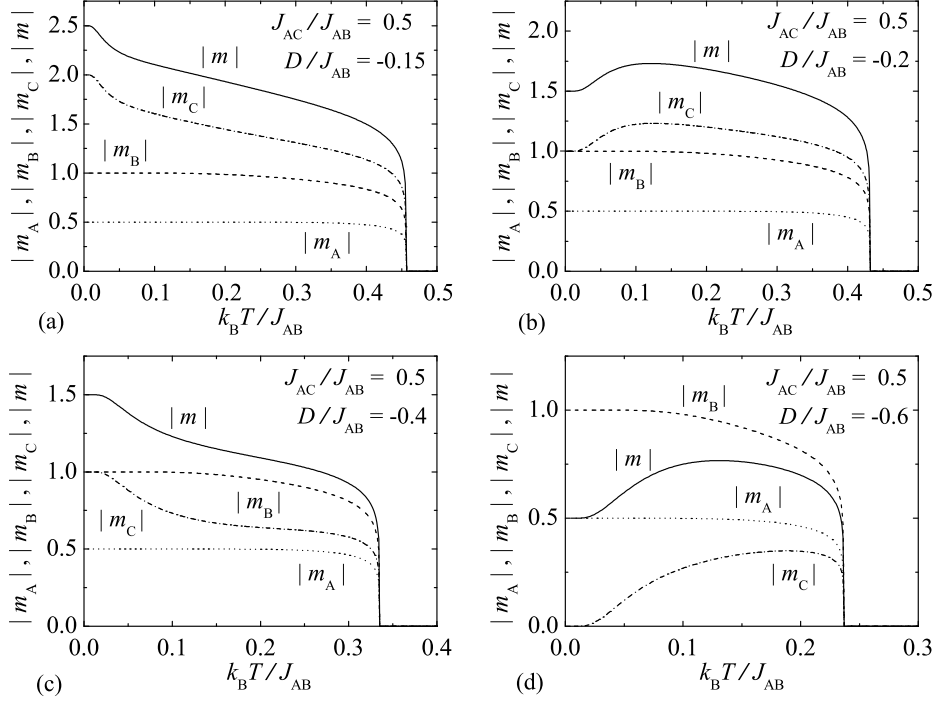 J_AC / J_AB = 0.5
D / J_AB = -0.15
| m_A | , | m_B | , | m_C | , | m |
2.5
2.0
1.5
1.0
0.5
0.0
| m |
| m_C |
| m_B |
| m_A |
0.0 0.1 0.2 0.3 0.4 0.5
(a) k_B T / J_AB
J_AC / J_AB = 0.5
D / J_AB = -0.2
| m_A | , | m_B | , | m_C | , | m |
2.0
1.5
1.0
0.5
0.0
| m |
| m_C |
| m_B |
| m_A |
0.0 0.1 0.2 0.3 0.4 0.5
(b) k_B T / J_AB
J_AC / J_AB = 0.5
D / J_AB = -0.4
| m_A | , | m_B | , | m_C | , | m |
1.5
1.0
0.5
0.0
| m |
| m_B |
| m_C |
| m_A |
0.0 0.1 0.2 0.3 0.4
(c) k_B T / J_AB
J_AC / J_AB = 0.5
D / J_AB = -0.6
| m_A | , | m_B | , | m_C | , | m |
1.0
0.5
0.0
| m_B |
| m |
| m_A |
| m_C |
0.0 0.1 0.2 0.3
(d) k_B T / J_AB